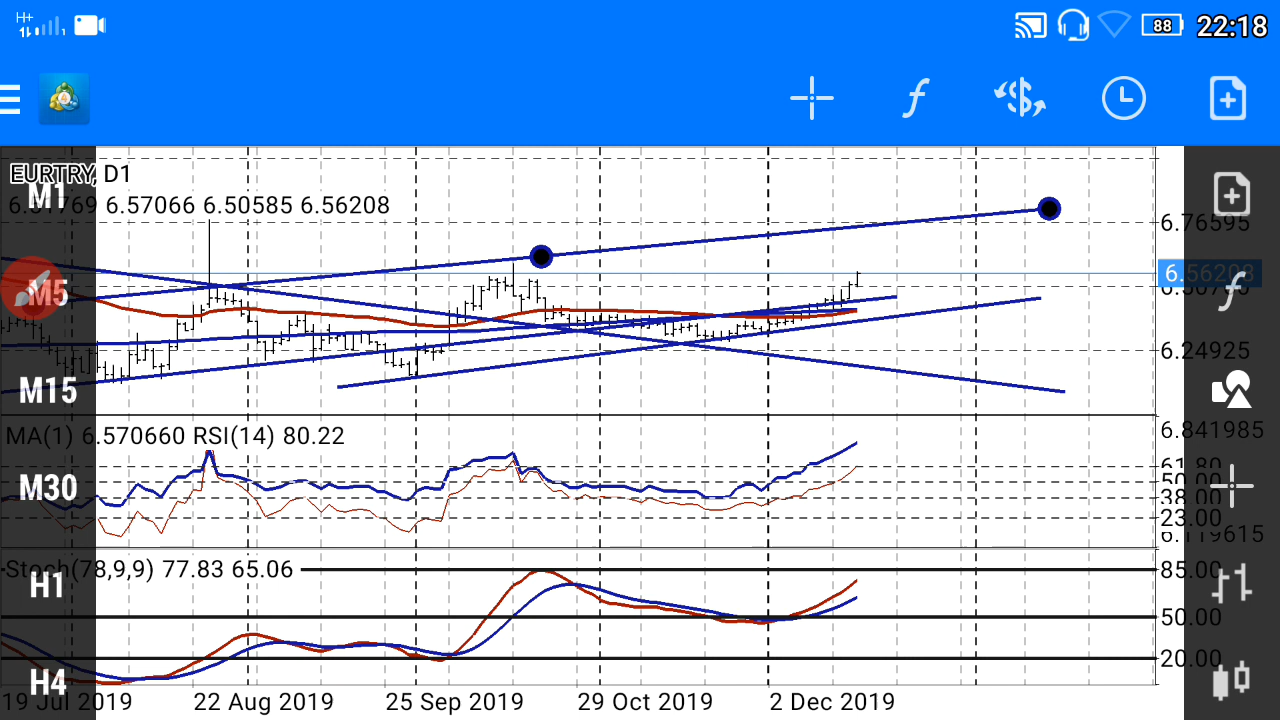 H+
88 22:18
EURTRY, D1
M1
6.57066 6.50585 6.56208
6.76595
6.56208
M5
6.24925
M15
MA(1) 6.570660 RSI(14) 80.22
6.841985
61.80
50.00
M30
38.00
23.00
6.119615
Stoch(78,9,9) 77.83 65.06
85.00
H1
50.00
20.00
H4
19 Jul 2019 22 Aug 2019 25 Sep 2019 29 Oct 2019 2 Dec 2019